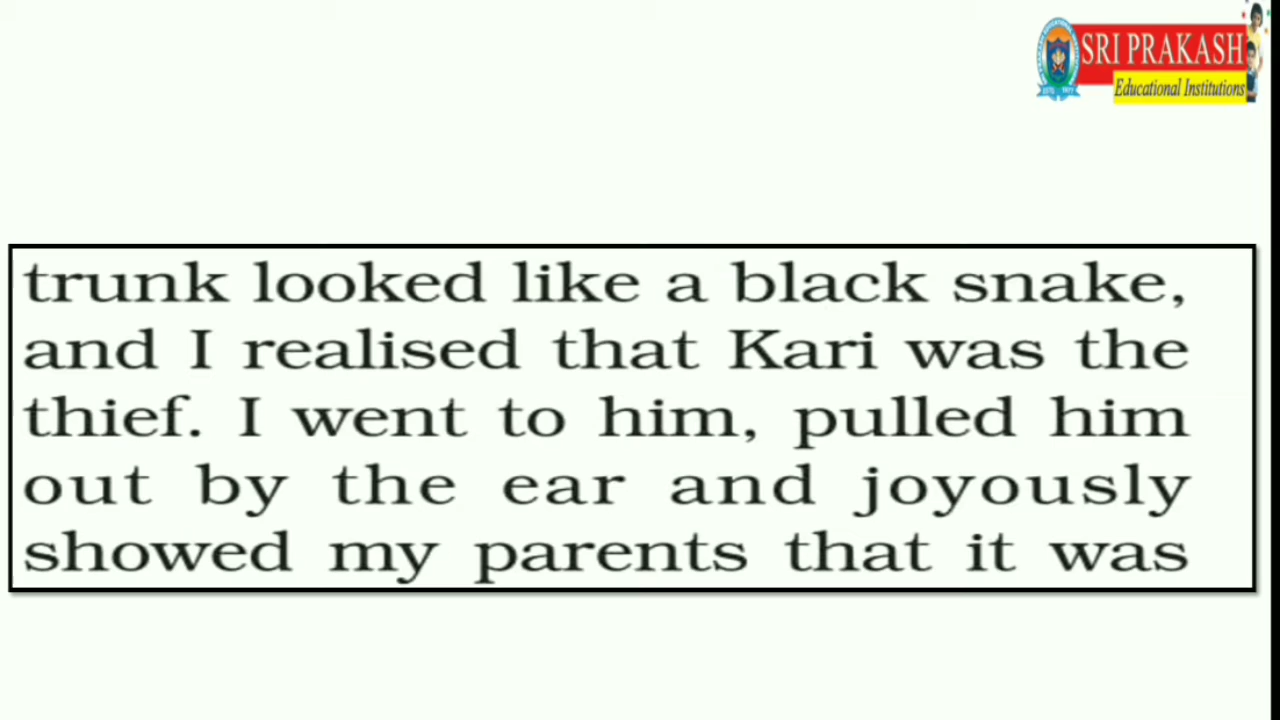 SRI PRAKASH
Educational Institutions
trunk looked like a black snake,
and I realised that Kari was the
thief. I went to him, pulled him
out by the ear and joyously
showed my parents that it was